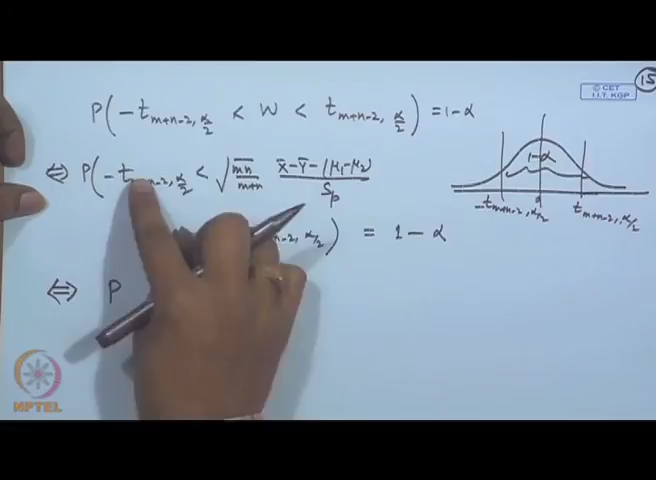 15
© CET
I.I.T. KGP
P(-t_{m+n-2, α/2} < W < t_{m+n-2, α/2}) = 1-α
⇔ P(-t_{m+n-2, α/2} < √(mn/(m+n)) (X̄-Ȳ-(μ₁-μ₂))/S_p
n-2, α/2) = 1-α
⇔ P
1-α
-t_{m+n-2, α/2} 0 t_{m+n-2, α/2}
NPTEL